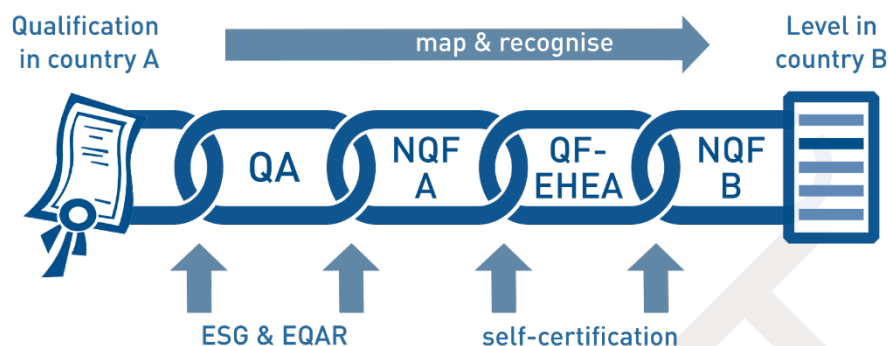 Qualification
in country A
map & recognise
Level in
country B
QA
NQF
A
QF-
EHEA
NQF
B
ESG & EQAR
self-certification